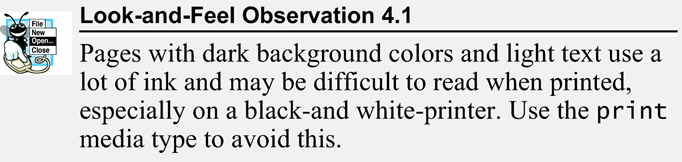 File
New
Open...
Close
Look-and-Feel Observation 4.1
Pages with dark background colors and light text use a
lot of ink and may be difficult to read when printed,
especially on a black-and white-printer. Use the print
media type to avoid this.